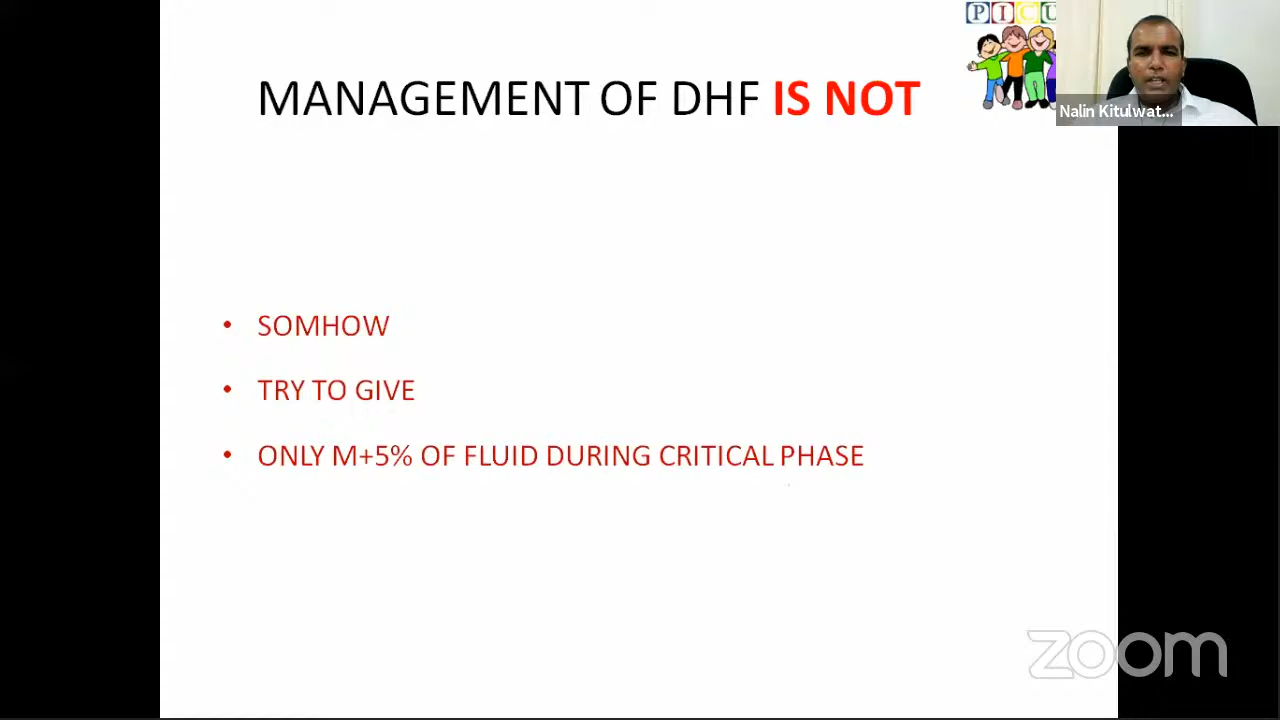 PICU
MANAGEMENT OF DHF IS NOT
Nalin Kitulwat...
• SOMHOW
• TRY TO GIVE
• ONLY M+5% OF FLUID DURING CRITICAL PHASE
zoom